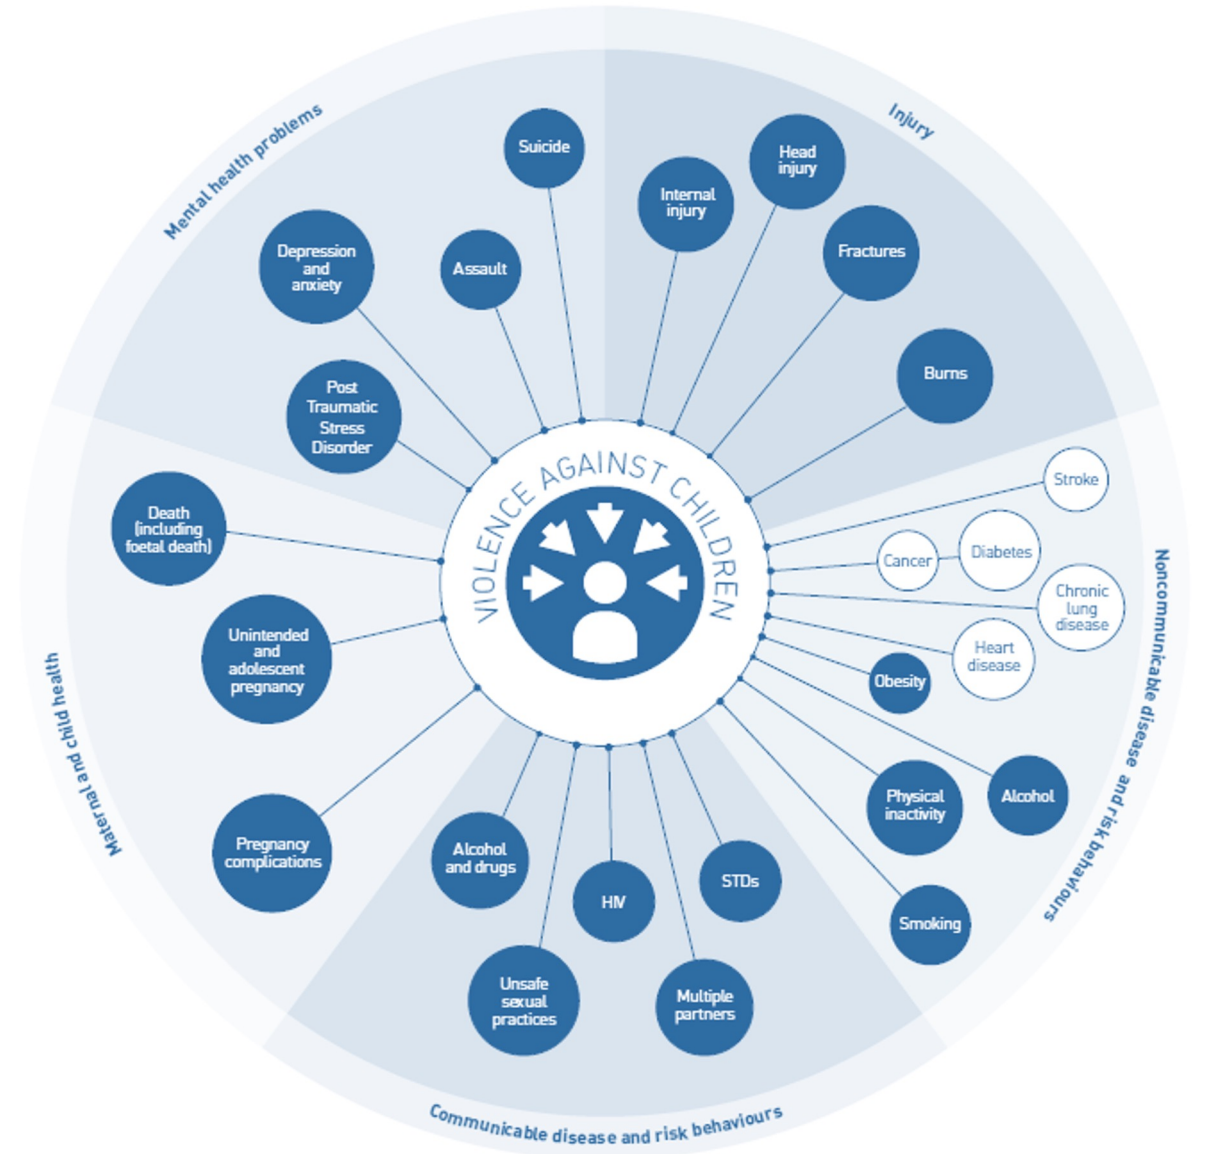 Mental health problems
Suicide
Depression
and
anxiety
Assault
Post
Traumatic
Stress
Disorder
Injury
Internal
injury
Head
injury
Fractures
Burns
VIOLENCE AGAINST CHILDREN
Noncommunicable disease and risk behaviours
Stroke
Cancer
Diabetes
Chronic
lung
disease
Heart
disease
Obesity
Alcohol
Physical
inactivity
Smoking
Communicable disease and risk behaviours
Alcohol
and drugs
Unsafe
sexual
practices
HIV
Multiple
partners
STDs
Maternal and child health
Death
(including
foetal death)
Unintended
and
adolescent
pregnancy
Pregnancy
complications